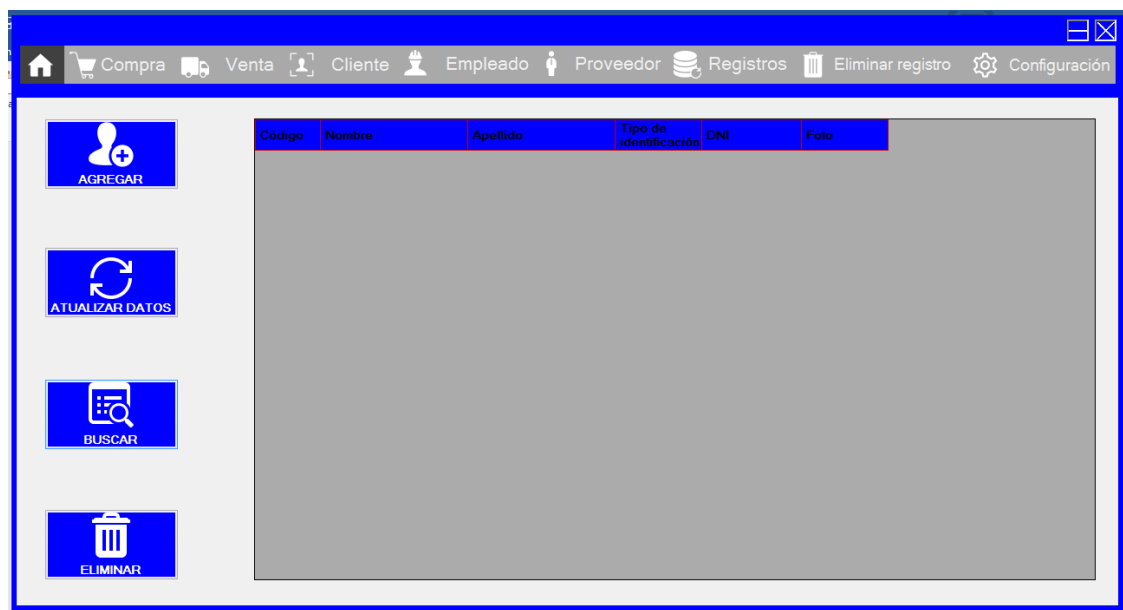 Compra Venta Cliente Empleado Proveedor Registros Eliminar registro Configuración
Código Nombre Apellido Tipo de identificación DNI Foto
AGREGAR
ATUALIZAR DATOS
BUSCAR
ELIMINAR